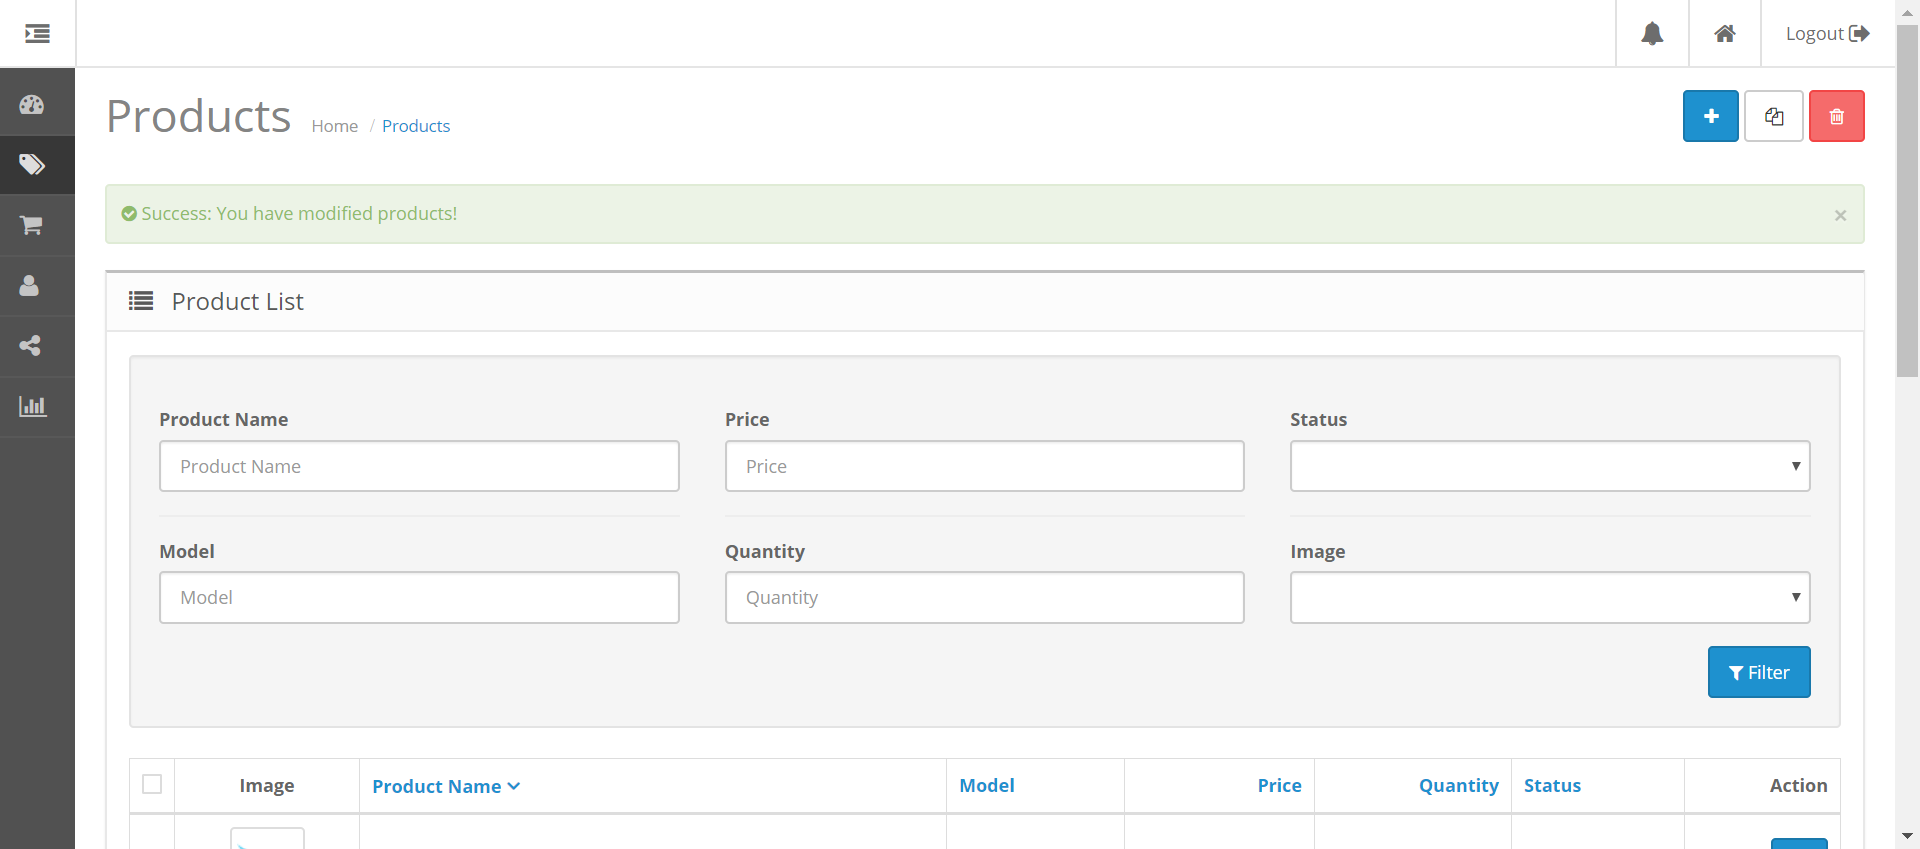 Logout
Products Home / Products
Success: You have modified products! ×
Product List
Product Name Price Status
Product Name Price
Model Quantity Image
Model Quantity
Filter
Image Product Name Model Price Quantity Status Action